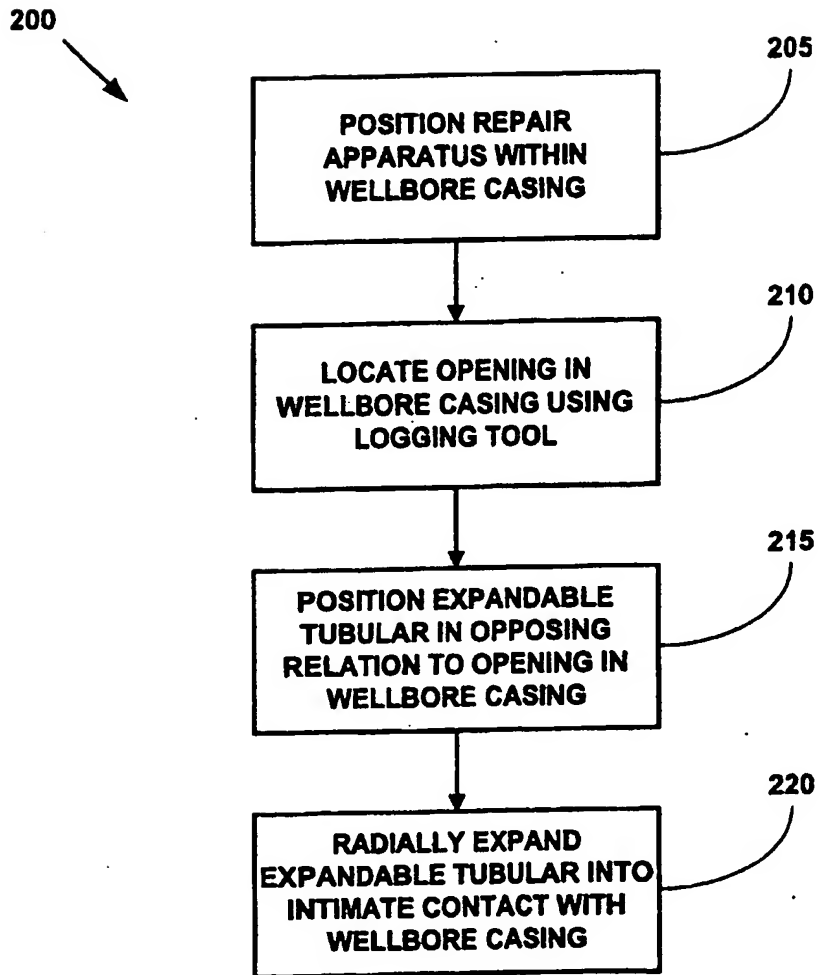 200
205
POSITION REPAIR
APPARATUS WITHIN
WELLBORE CASING
210
LOCATE OPENING IN
WELLBORE CASING USING
LOGGING TOOL
215
POSITION EXPANDABLE
TUBULAR IN OPPOSING
RELATION TO OPENING IN
WELLBORE CASING
220
RADIALLY EXPAND
EXPANDABLE TUBULAR INTO
INTIMATE CONTACT WITH
WELLBORE CASING